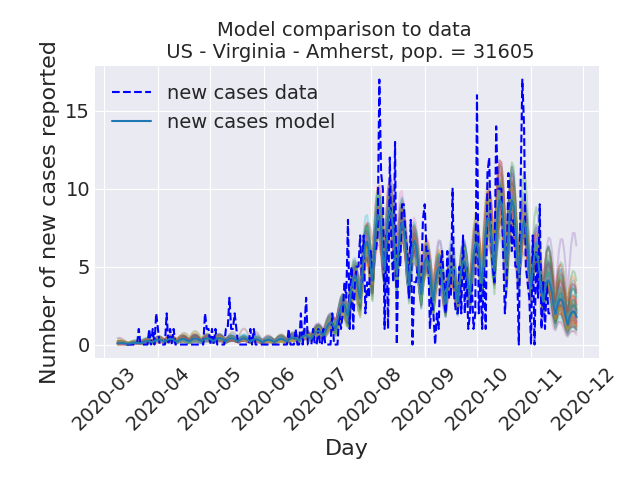 Model comparison to data
US - Virginia - Amherst, pop. = 31605
new cases data
new cases model
Number of new cases reported
15
10
5
0
2020-03
2020-04
2020-05
2020-06
2020-07
2020-08
2020-09
2020-10
2020-11
2020-12
Day